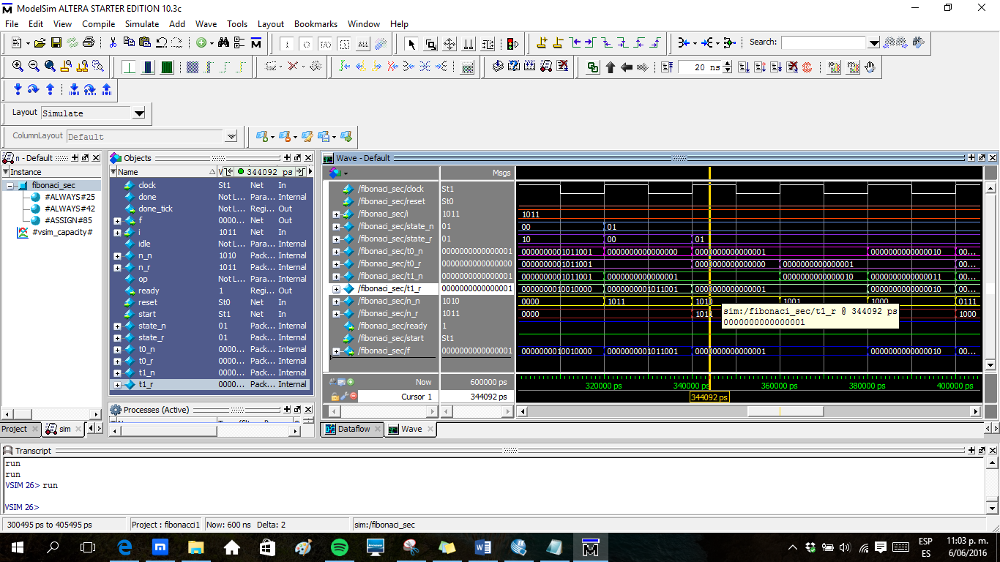 ModelSim ALTERA STARTER EDITION 10.3c
File Edit View Compile Simulate Add Wave Tools Layout Bookmarks Window Help
Search:
20 ns
Layout Simulate
ColumnLayout Default
n - Default
Instance
fibonaci_sec
#ALWAYS#25
#ALWAYS#42
#ASSIGN#85
#vsim_capacity#
Project sim
Objects
Name 344092 ps
clock St1 Net In
done Not L... Para... Internal
done_tick Not L... Regi... Out
f 0000... Net Out
i 1011 Net In
idle Not L... Para... Internal
n_n 1010 Pack... Internal
n_r 1011 Pack... Internal
op Not L... Para... Internal
ready 1 Regi... Out
reset St0 Net In
start St1 Net In
state_n 01 Pack... Internal
state_r 01 Pack... Internal
t0_n 0000... Pack... Internal
t0_r 0000... Pack... Internal
t1_n 0000... Pack... Internal
t1_r 0000... Pack... Internal
Processes (Active)
Wave - Default
Msgs
/fibonaci_sec/clock St1
/fibonaci_sec/reset St0
/fibonaci_sec/i 1011 1011
/fibonaci_sec/state_n 01 00 01
/fibonaci_sec/state_r 01 10 00 01
/fibonaci_sec/t0_n 0000000000000001 0000000001011001 0000000000000000 0000000000000001 0000000000000010 00...
/fibonaci_sec/t0_r 0000000000000000 0000000001011001 0000000000000000 0000000000000001 00...
/fibonaci_sec/t1_n 0000000000000001 0000000001011001 0000000000000001 0000000000000010 0000000000000011 00...
/fibonaci_sec/t1_r 0000000000000001 0000000010010000 0000000001011001 0000000000000001 00...
/fibonaci_sec/n_n 1010 0000 1011 1010 1001 1000 0111
/fibonaci_sec/n_r 1011 0000 1011 1000
/fibonaci_sec/ready 1
/fibonaci_sec/start St1
/fibonaci_sec/f 0000000000000001 0000000010010000 0000000001011001 0000000000000001 0000000000000010 00...
sim:/fibonaci_sec/t1_r @ 344092 ps
0000000000000001
Now 600000 ps 320000 ps 340000 ps 360000 ps 380000 ps 400000 ps
Cursor 1 344092 ps 344092 ps
Dataflow Wave
Transcript
run
run
VSIM 26> run
VSIM 26>
300495 ps to 405495 ps Project : fibonacci1 Now: 600 ns Delta: 2 sim:/fibonaci_sec
ESP 11:03 p. m.
ES 6/06/2016